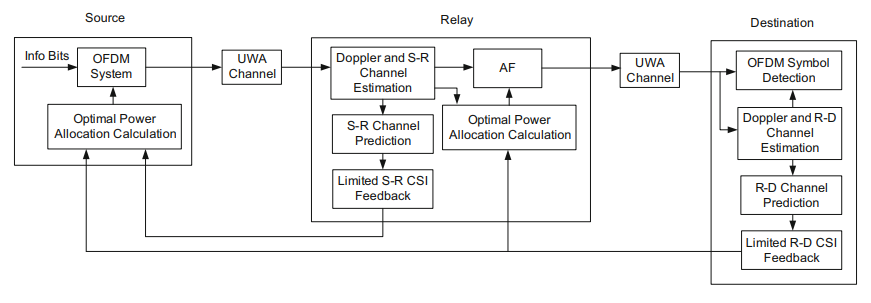 Source
Info Bits
OFDM
System
Optimal Power
Allocation Calculation
UWA
Channel
Relay
Doppler and S-R
Channel
Estimation
AF
S-R Channel
Prediction
Optimal Power
Allocation Calculation
Limited S-R CSI
Feedback
UWA
Channel
Destination
OFDM Symbol
Detection
Doppler and R-D
Channel
Estimation
R-D Channel
Prediction
Limited R-D CSI
Feedback